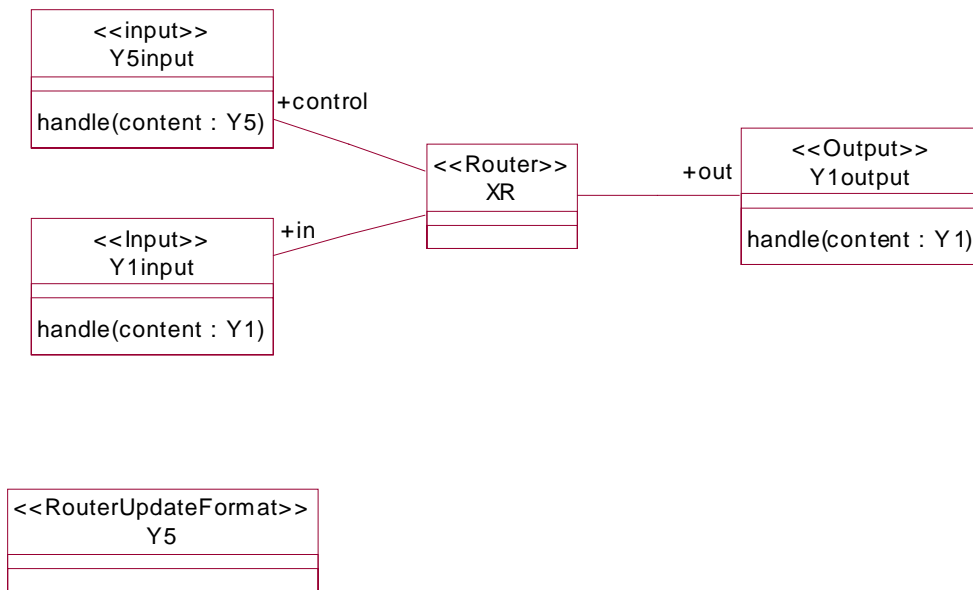 <<input>>
Y5input
handle(content : Y5)
+control
<<Input>>
Y1input
handle(content : Y1)
+in
<<Router>>
XR
+out
<<Output>>
Y1output
handle(content : Y1)
<<RouterUpdateFormat>>
Y5